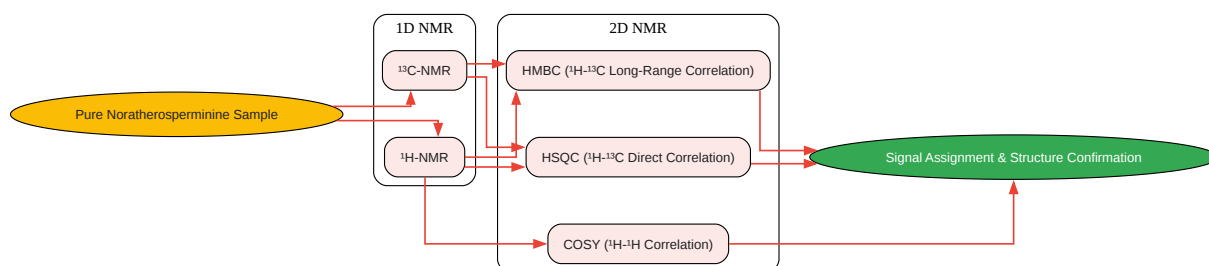 1D NMR
2D NMR
¹³C-NMR
HMBC (¹H-¹³C Long-Range Correlation)
Pure Noratherosperminine Sample
¹H-NMR
HSQC (¹H-¹³C Direct Correlation)
Signal Assignment & Structure Confirmation
COSY (¹H-¹H Correlation)